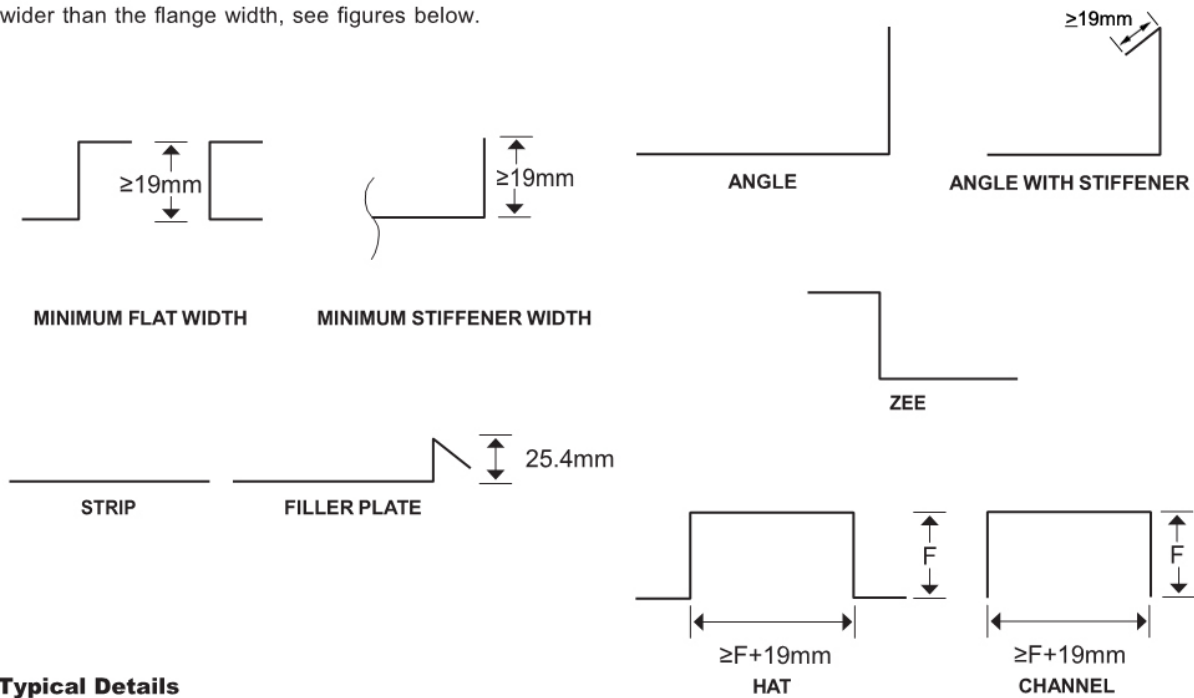 wider than the flange width, see figures below.
≥19mm
≥19mm
≥19mm
ANGLE
ANGLE WITH STIFFENER
MINIMUM FLAT WIDTH
MINIMUM STIFFENER WIDTH
ZEE
25.4mm
STRIP
FILLER PLATE
F
F
≥F+19mm
≥F+19mm
Typical Details
HAT
CHANNEL